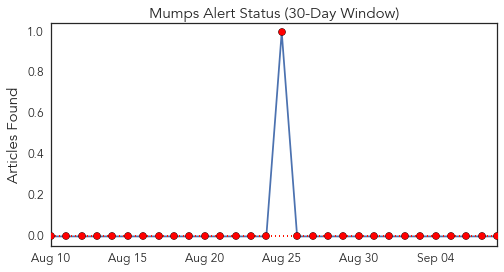 Mumps Alert Status (30-Day Window)
Articles Found
1.0
0.8
0.6
0.4
0.2
0.0
Aug 10 Aug 15 Aug 20 Aug 25 Aug 30 Sep 04